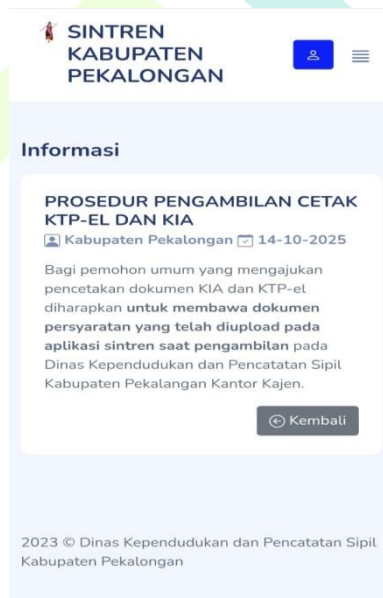 SINTREN
KABUPATEN
PEKALONGAN
Informasi
PROSEDUR PENGAMBILAN CETAK
KTP-EL DAN KIA
Kabupaten Pekalongan 14-10-2025
Bagi pemohon umum yang mengajukan
pencetakan dokumen KIA dan KTP-el
diharapkan untuk membawa dokumen
persyaratan yang telah diupload pada
aplikasi sintren saat pengambilan pada
Dinas Kependudukan dan Pencatatan Sipil
Kabupaten Pekalangan Kantor Kajen.
Kembali
2023 © Dinas Kependudukan dan Pencatatan Sipil
Kabupaten Pekalongan